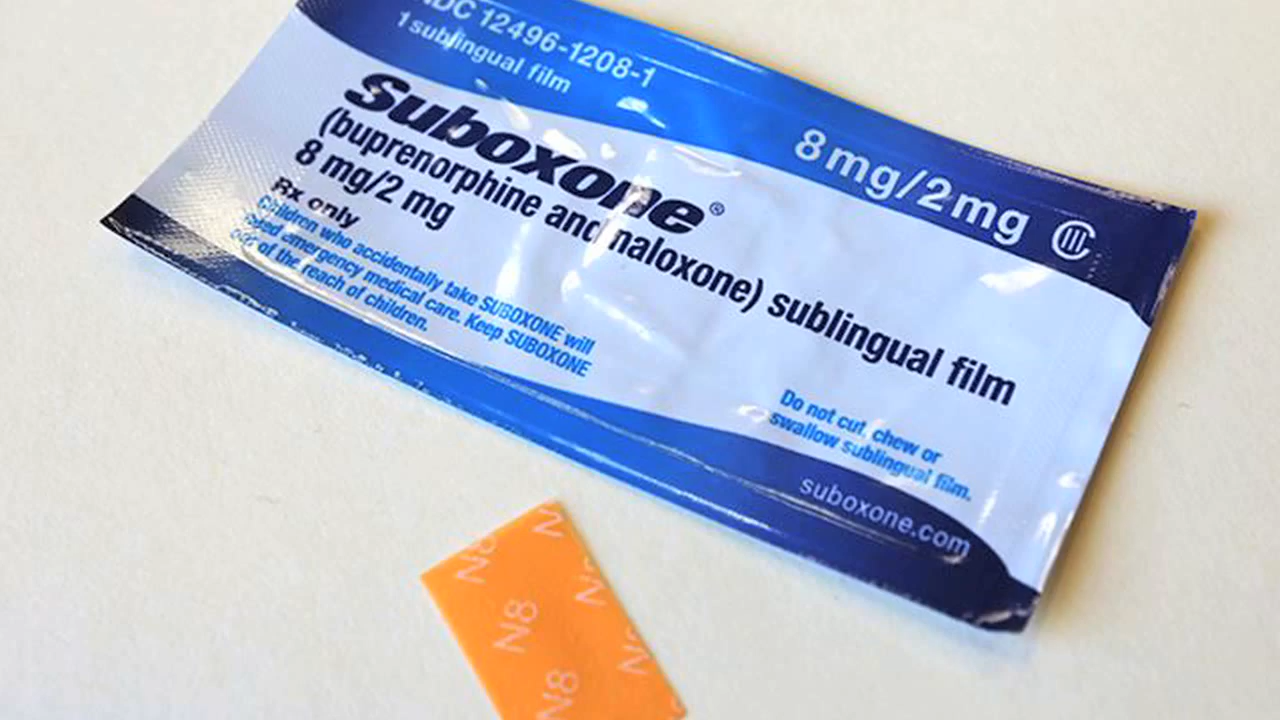 NDC 12496-1208-1
1 sublingual film
8 mg/2 mg
Suboxone®
(buprenorphine and naloxone) sublingual film
8 mg/2 mg
Rx only
Children who accidentally take SUBOXONE will
need emergency medical care. Keep SUBOXONE
out of the reach of children.
Do not cut, chew or
swallow sublingual film.
suboxone.com
N8
N8
N8